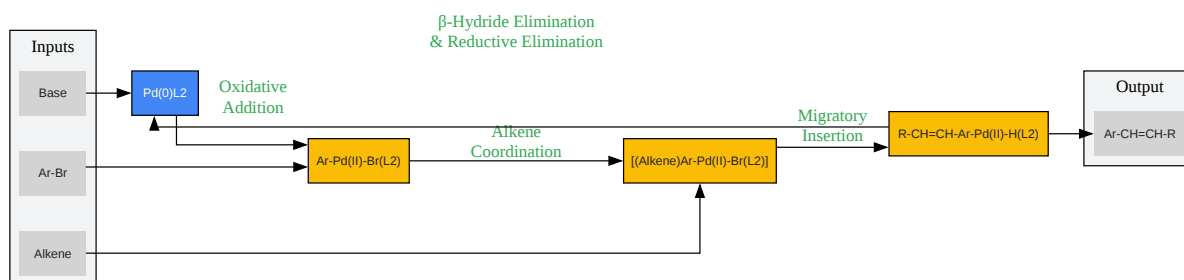 β-Hydride Elimination
& Reductive Elimination
Inputs
Base
Pd(0)L2
Oxidative
Addition
Ar-Br
Ar-Pd(II)-Br(L2)
Alkene
Coordination
[(Alkene)Ar-Pd(II)-Br(L2)]
Migratory
Insertion
R-CH=CH-Ar-Pd(II)-H(L2)
Output
Ar-CH=CH-R
Alkene